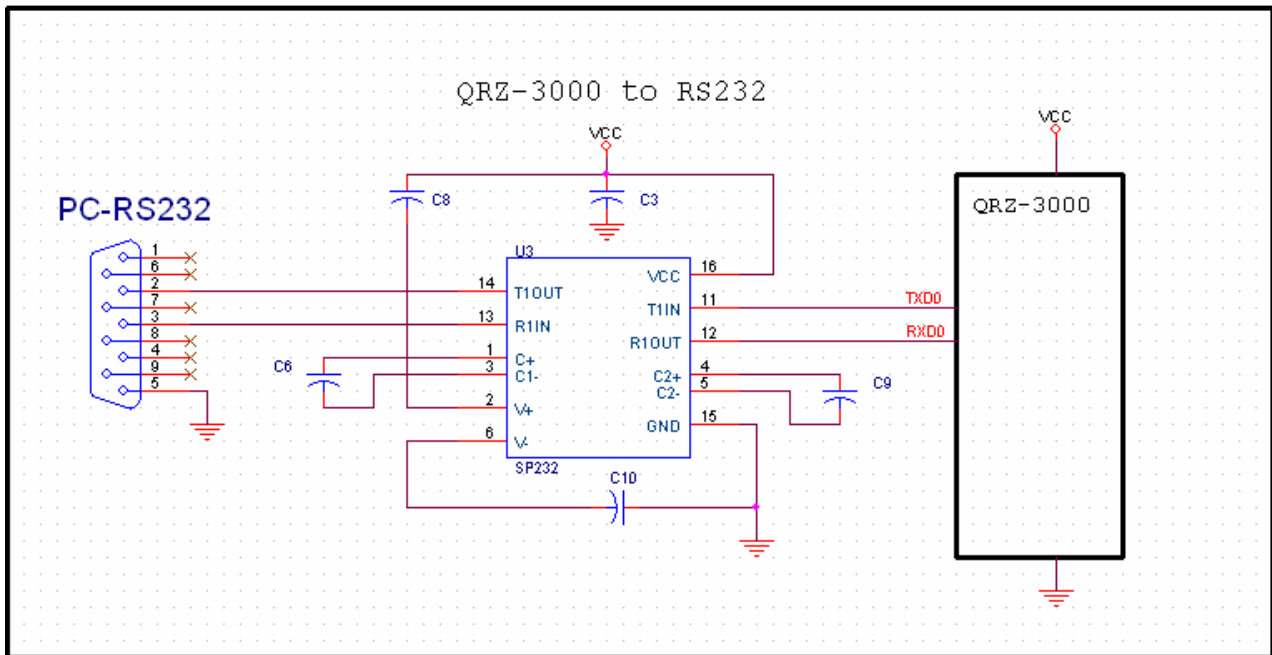 QRZ-3000 to RS232
VCC
VCC
PC-RS232
C8
C3
QRZ-3000
1
6
2
7
3
8
4
9
5
U3
14
T1OUT
13
R1IN
1
C+
3
C1-
2
V+
6
V-
VCC
16
T1IN
11
R1OUT
12
C2+
4
C2-
5
GND
15
SP232
TXD0
RXD0
C6
C9
C10